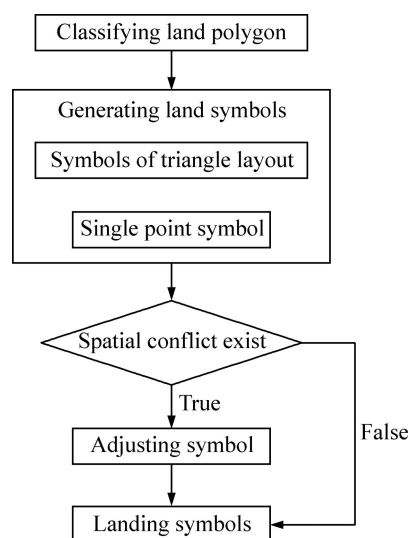 Classifying land polygon
Generating land symbols
Symbols of triangle layout
Single point symbol
Spatial conflict exist
True
False
Adjusting symbol
Landing symbols